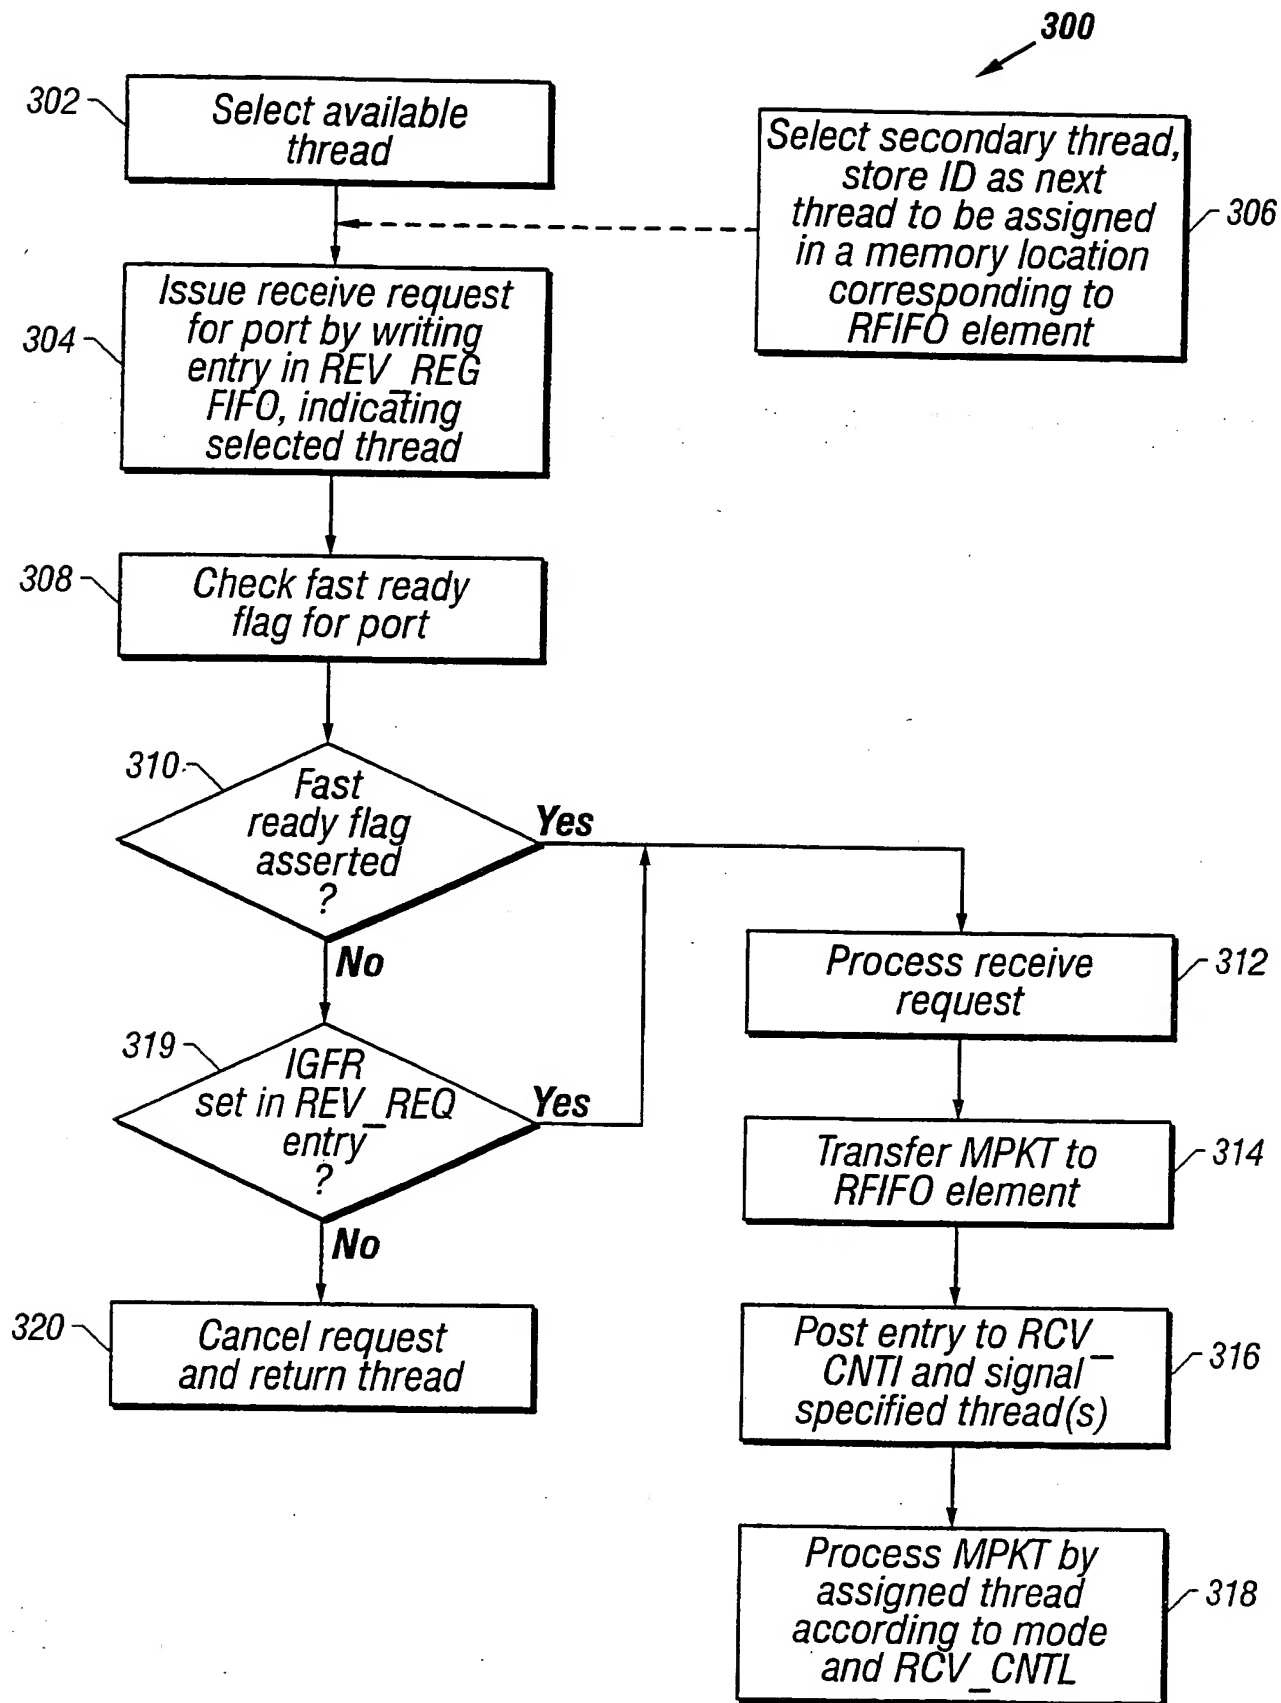 300
302
Select available
thread
Select secondary thread,
store ID as next
thread to be assigned
in a memory location
corresponding to
RFIFO element
306
304
Issue receive request
for port by writing
entry in REV_REG
FIFO, indicating
selected thread
308
Check fast ready
flag for port
310
Fast
ready flag
asserted
?
Yes
No
312
Process receive
request
319
IGFR
set in REV_REQ
entry
?
Yes
No
314
Transfer MPKT to
RFIFO element
320
Cancel request
and return thread
316
Post entry to RCV_
CNTI and signal
specified thread(s)
318
Process MPKT by
assigned thread
according to mode
and RCV_CNTL